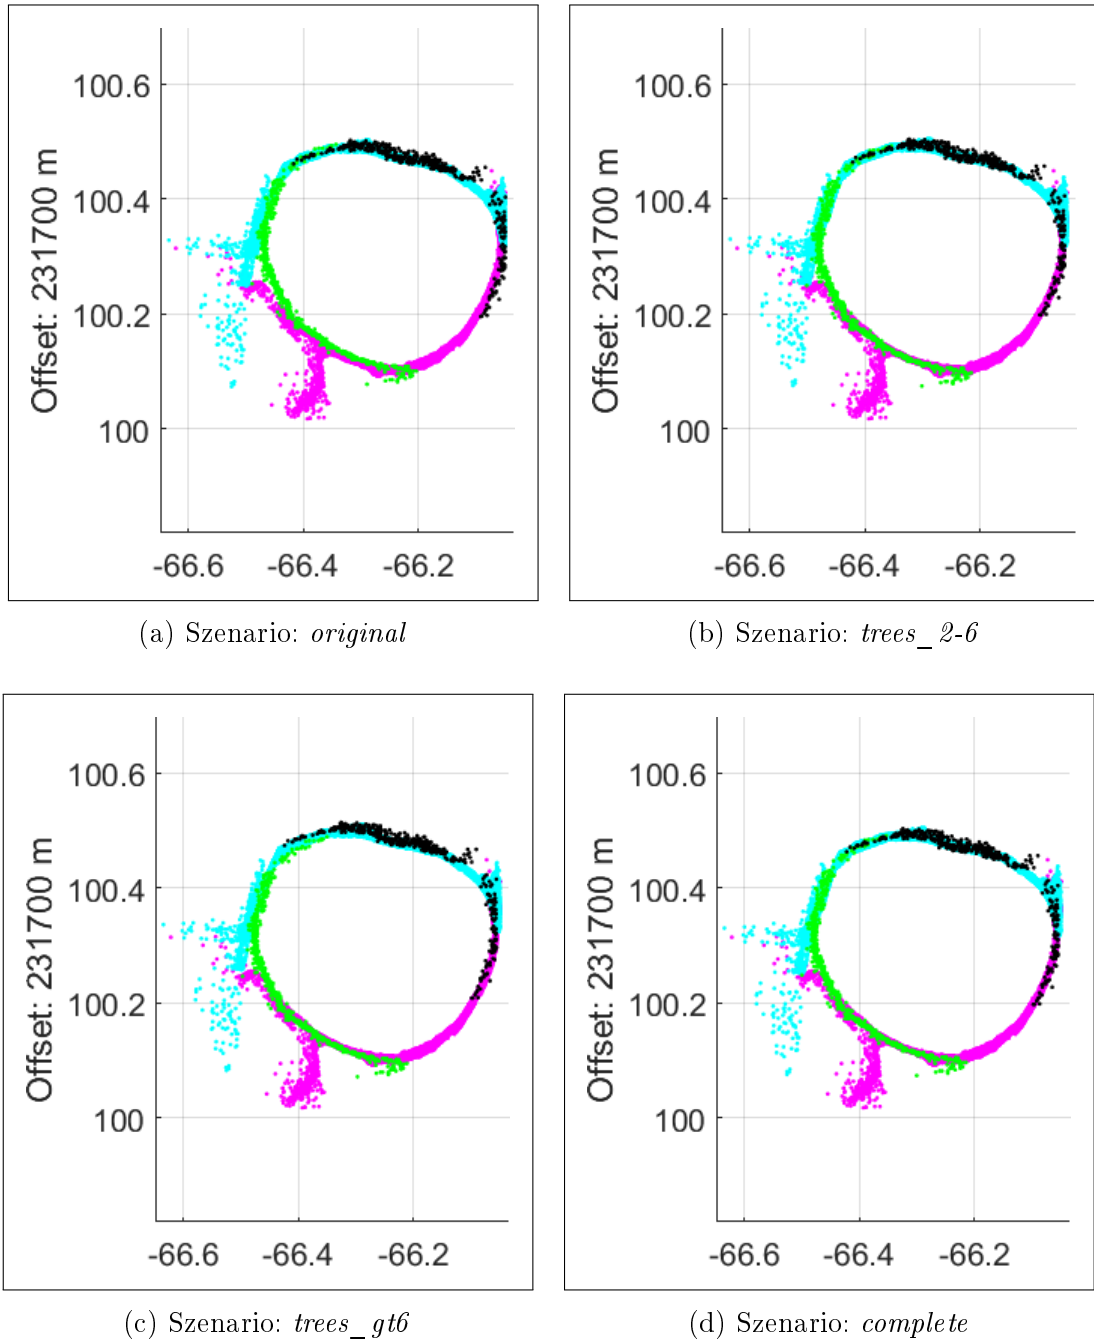 100.6
100.4
100.2
100
Offset: 231700 m
-66.6 -66.4 -66.2
(a) Szenario: original
100.6
100.4
100.2
100
Offset: 231700 m
-66.6 -66.4 -66.2
(b) Szenario: trees_2-6
100.6
100.4
100.2
100
Offset: 231700 m
-66.6 -66.4 -66.2
(c) Szenario: trees_gt6
100.6
100.4
100.2
100
Offset: 231700 m
-66.6 -66.4 -66.2
(d) Szenario: complete